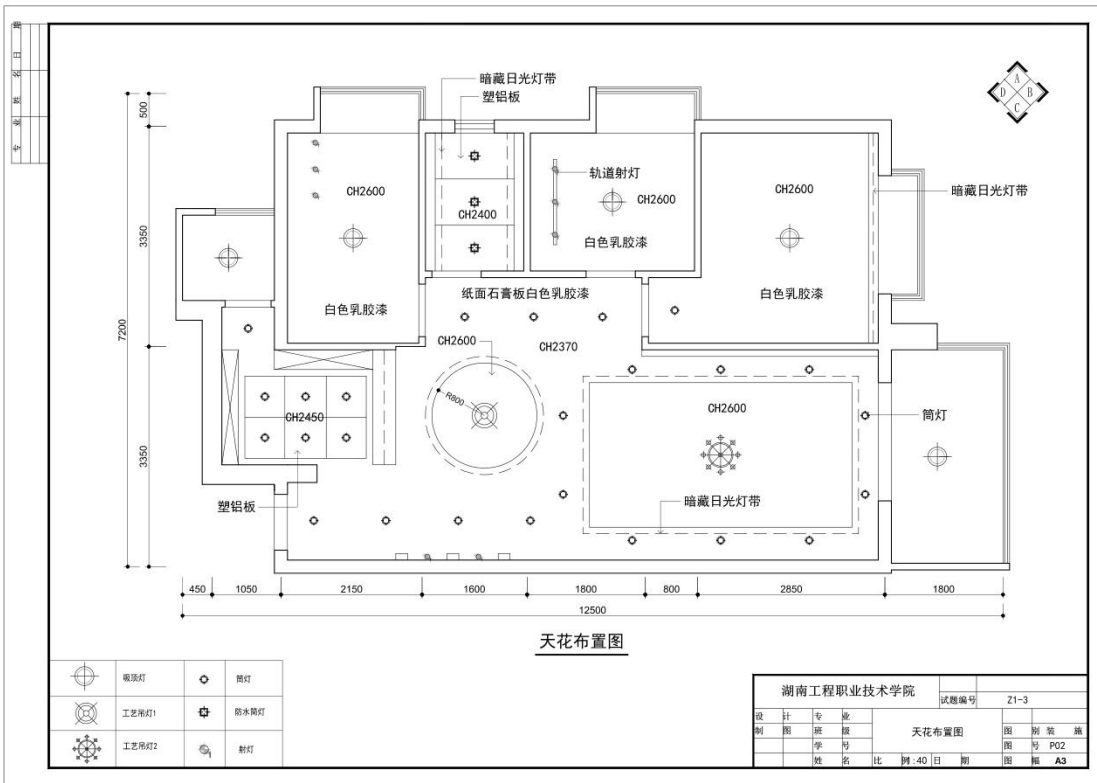 专 业 姓 名 日 期
暗藏日光灯带
塑铝板
A
D B
C
500
3350
7200
3350
CH2600
CH2400
轨道射灯
CH2600
CH2600
暗藏日光灯带
白色乳胶漆
白色乳胶漆
白色乳胶漆
纸面石膏板白色乳胶漆
CH2600
CH2370
R800
CH2450
CH2600
筒灯
塑铝板
暗藏日光灯带
450 1050 2150 1600 1800 800 2850 1800
12500
天花布置图
吸顶灯 筒灯
工艺吊灯1 防水筒灯
工艺吊灯2 射灯
湖南工程职业技术学院 试题编号 Z1-3
设 计 专 业
制 图 班 级 天花布置图 图 别 装 施
学 号 图 号 P02
姓 名 比 例:40 日 期 图 幅 A3